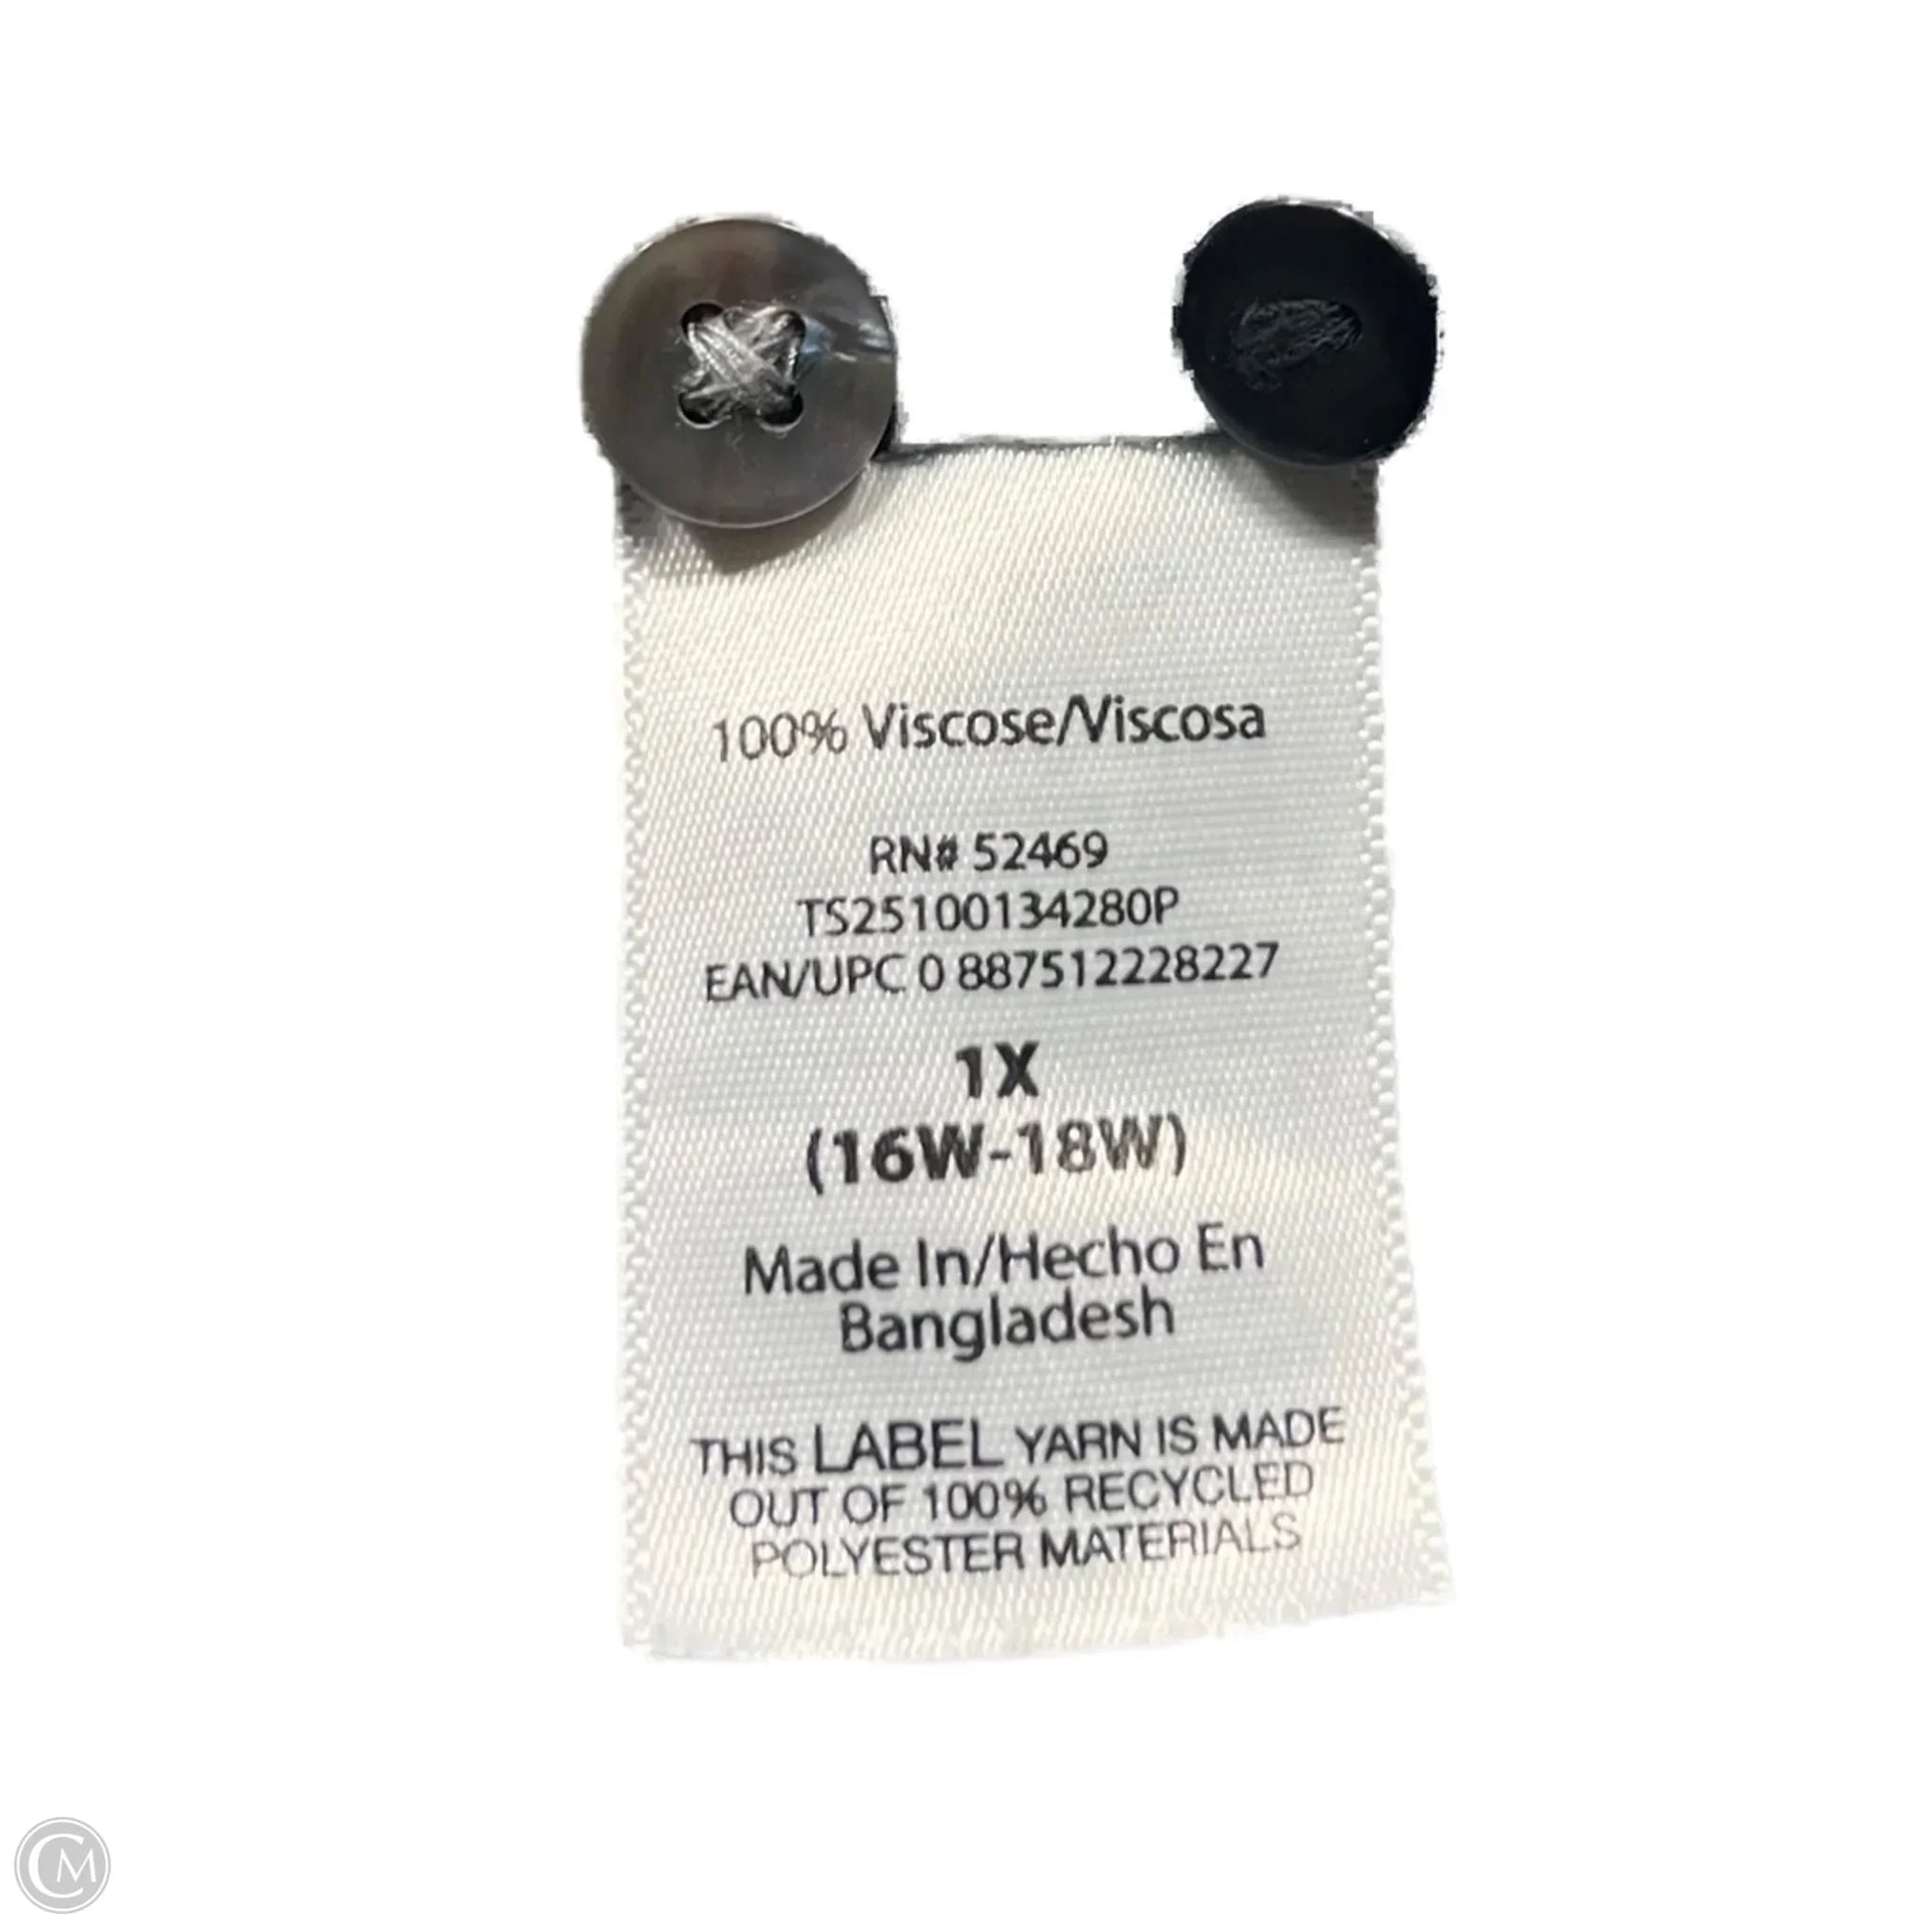 100% Viscose/Viscosa
RN# 52469
TS25100134280P
EAN/UPC 0 887512228227
1X
(16W-18W)
Made In/Hecho En
Bangladesh
THIS LABEL YARN IS MADE
OUT OF 100% RECYCLED
POLYESTER MATERIALS
CM